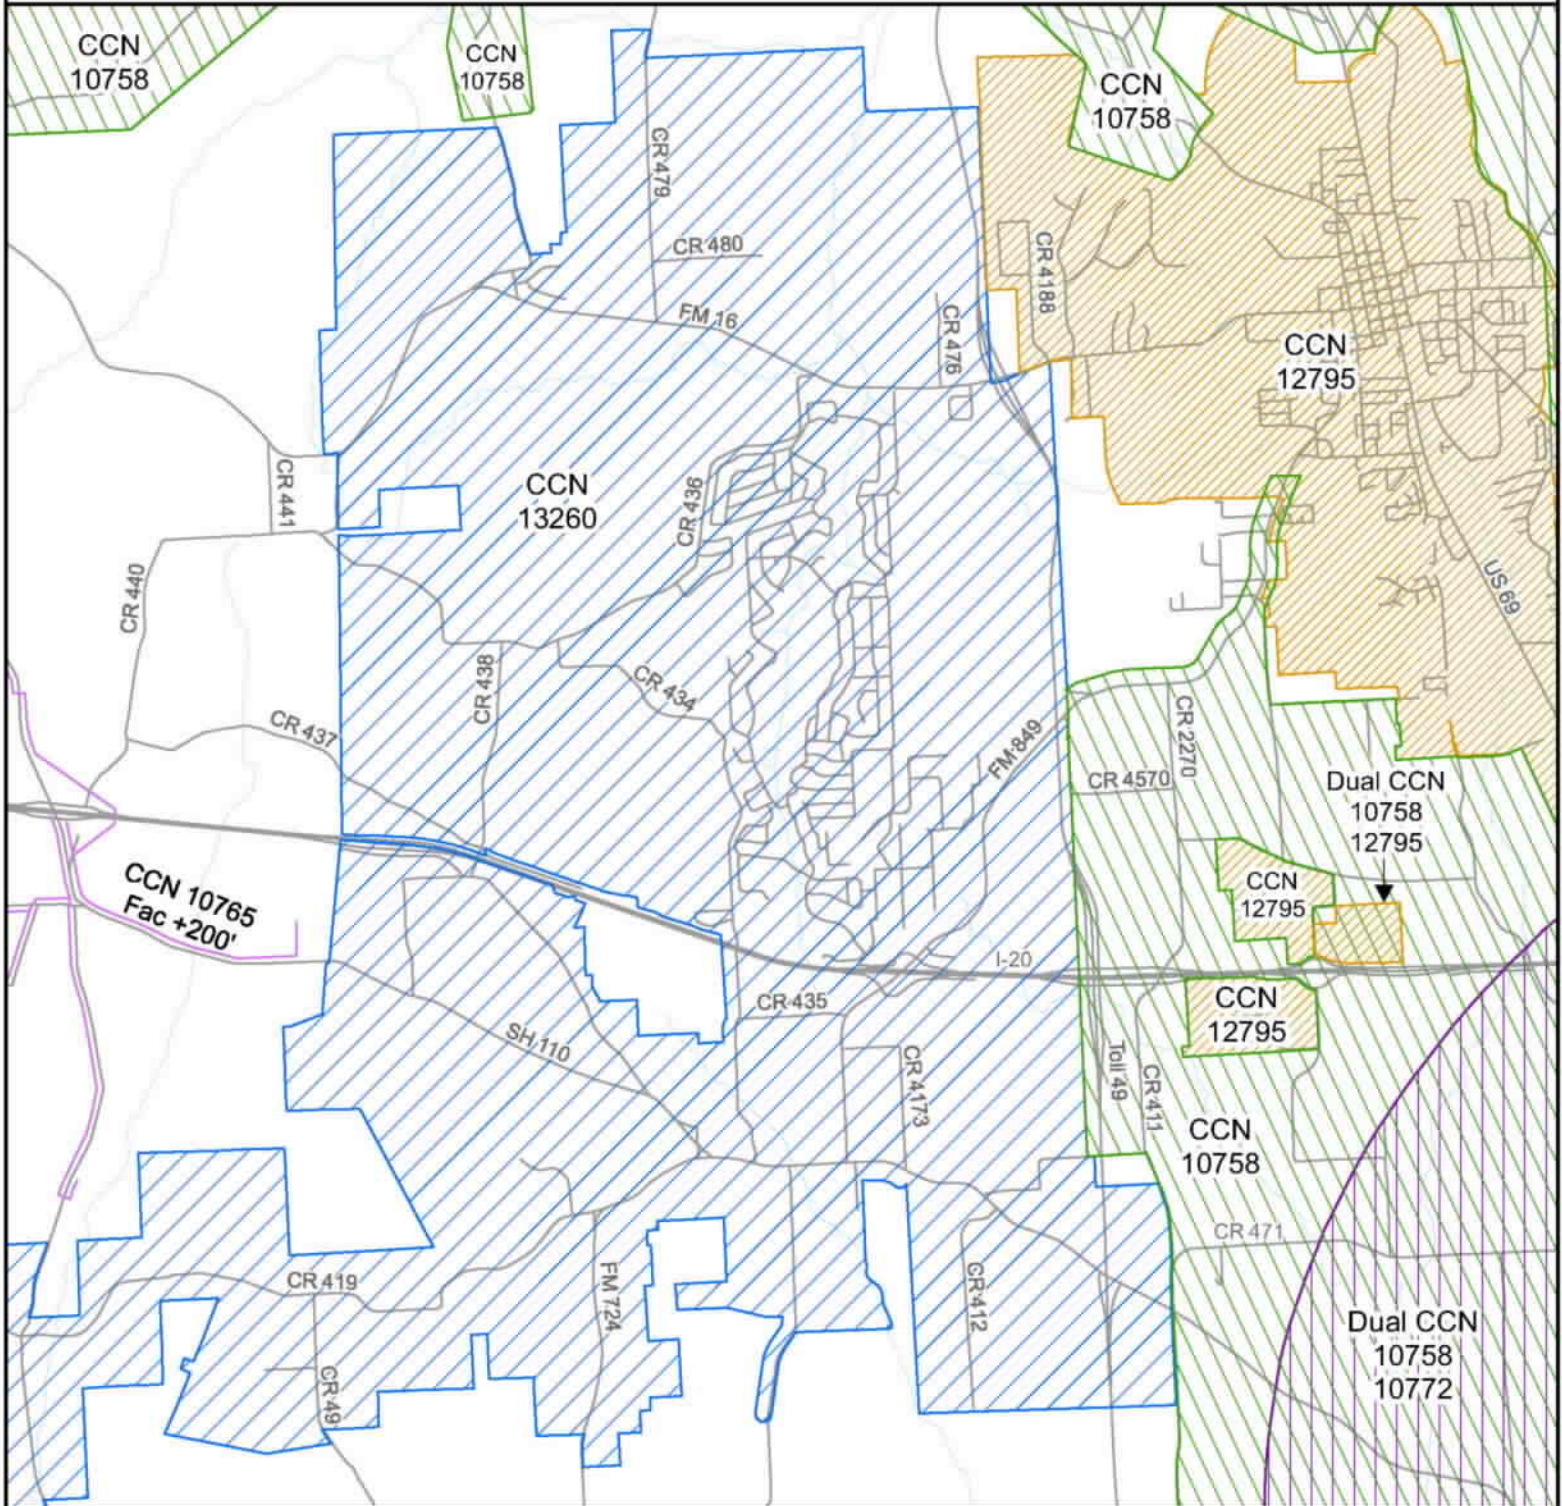 CCN
10758
CCN
10758
CCN
10758
CR 479
CR 480
CR 4188
FM 16
CR 476
CCN
12795
CCN
13260
CR 436
CR 441
CR 440
US 69
CR 438
CR 434
CR 437
FM 849
CR 2270
CR 4570
Dual CCN
10758
12795
CCN 10765
Fac +200'
CCN
12795
I-20
CR 435
CCN
12795
SH 110
CR 4173
Toll 49
CR 411
CCN
10758
CR 471
CR 419
FM 724
CR 412
CR 49
Dual CCN
10758
10772